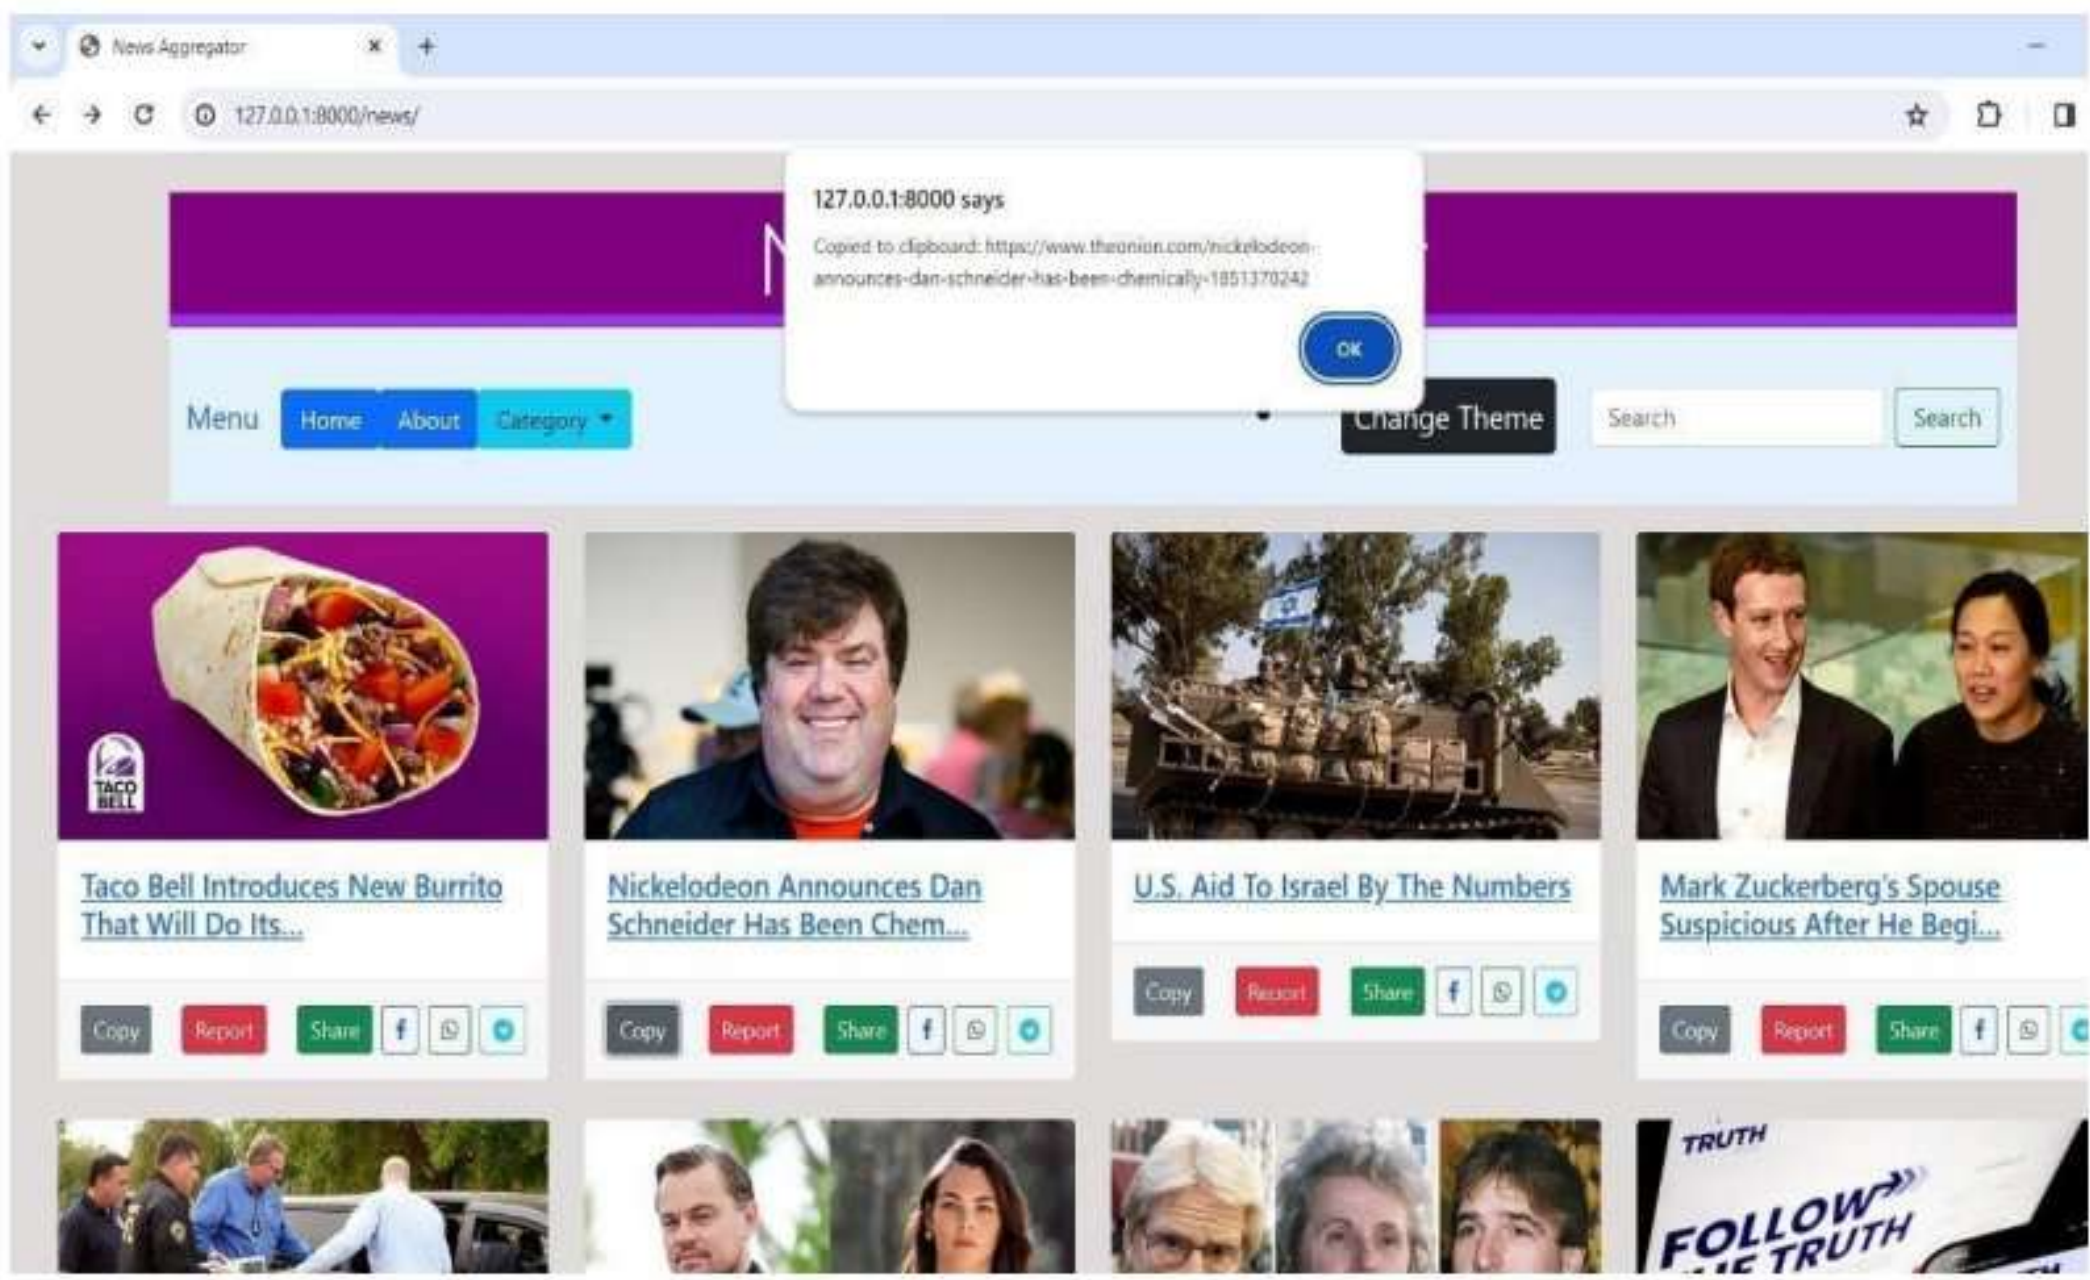 News Aggregator
127.0.0.1:8000/news/
127.0.0.1:8000 says
Copied to clipboard: https://www.theonion.com/nickelodeon-
announces-dan-schneider-has-been-chemically-1851370242
OK
Menu
Home
About
Category
Change Theme
Search
Search
TACO
BELL
Taco Bell Introduces New Burrito
That Will Do Its...
Nickelodeon Announces Dan
Schneider Has Been Chem...
U.S. Aid To Israel By The Numbers
Mark Zuckerberg's Spouse
Suspicious After He Begi...
Copy Report Share
Copy Report Share
Copy Report Share
Copy Report Share
TRUTH
FOLLOW
THE TRUTH